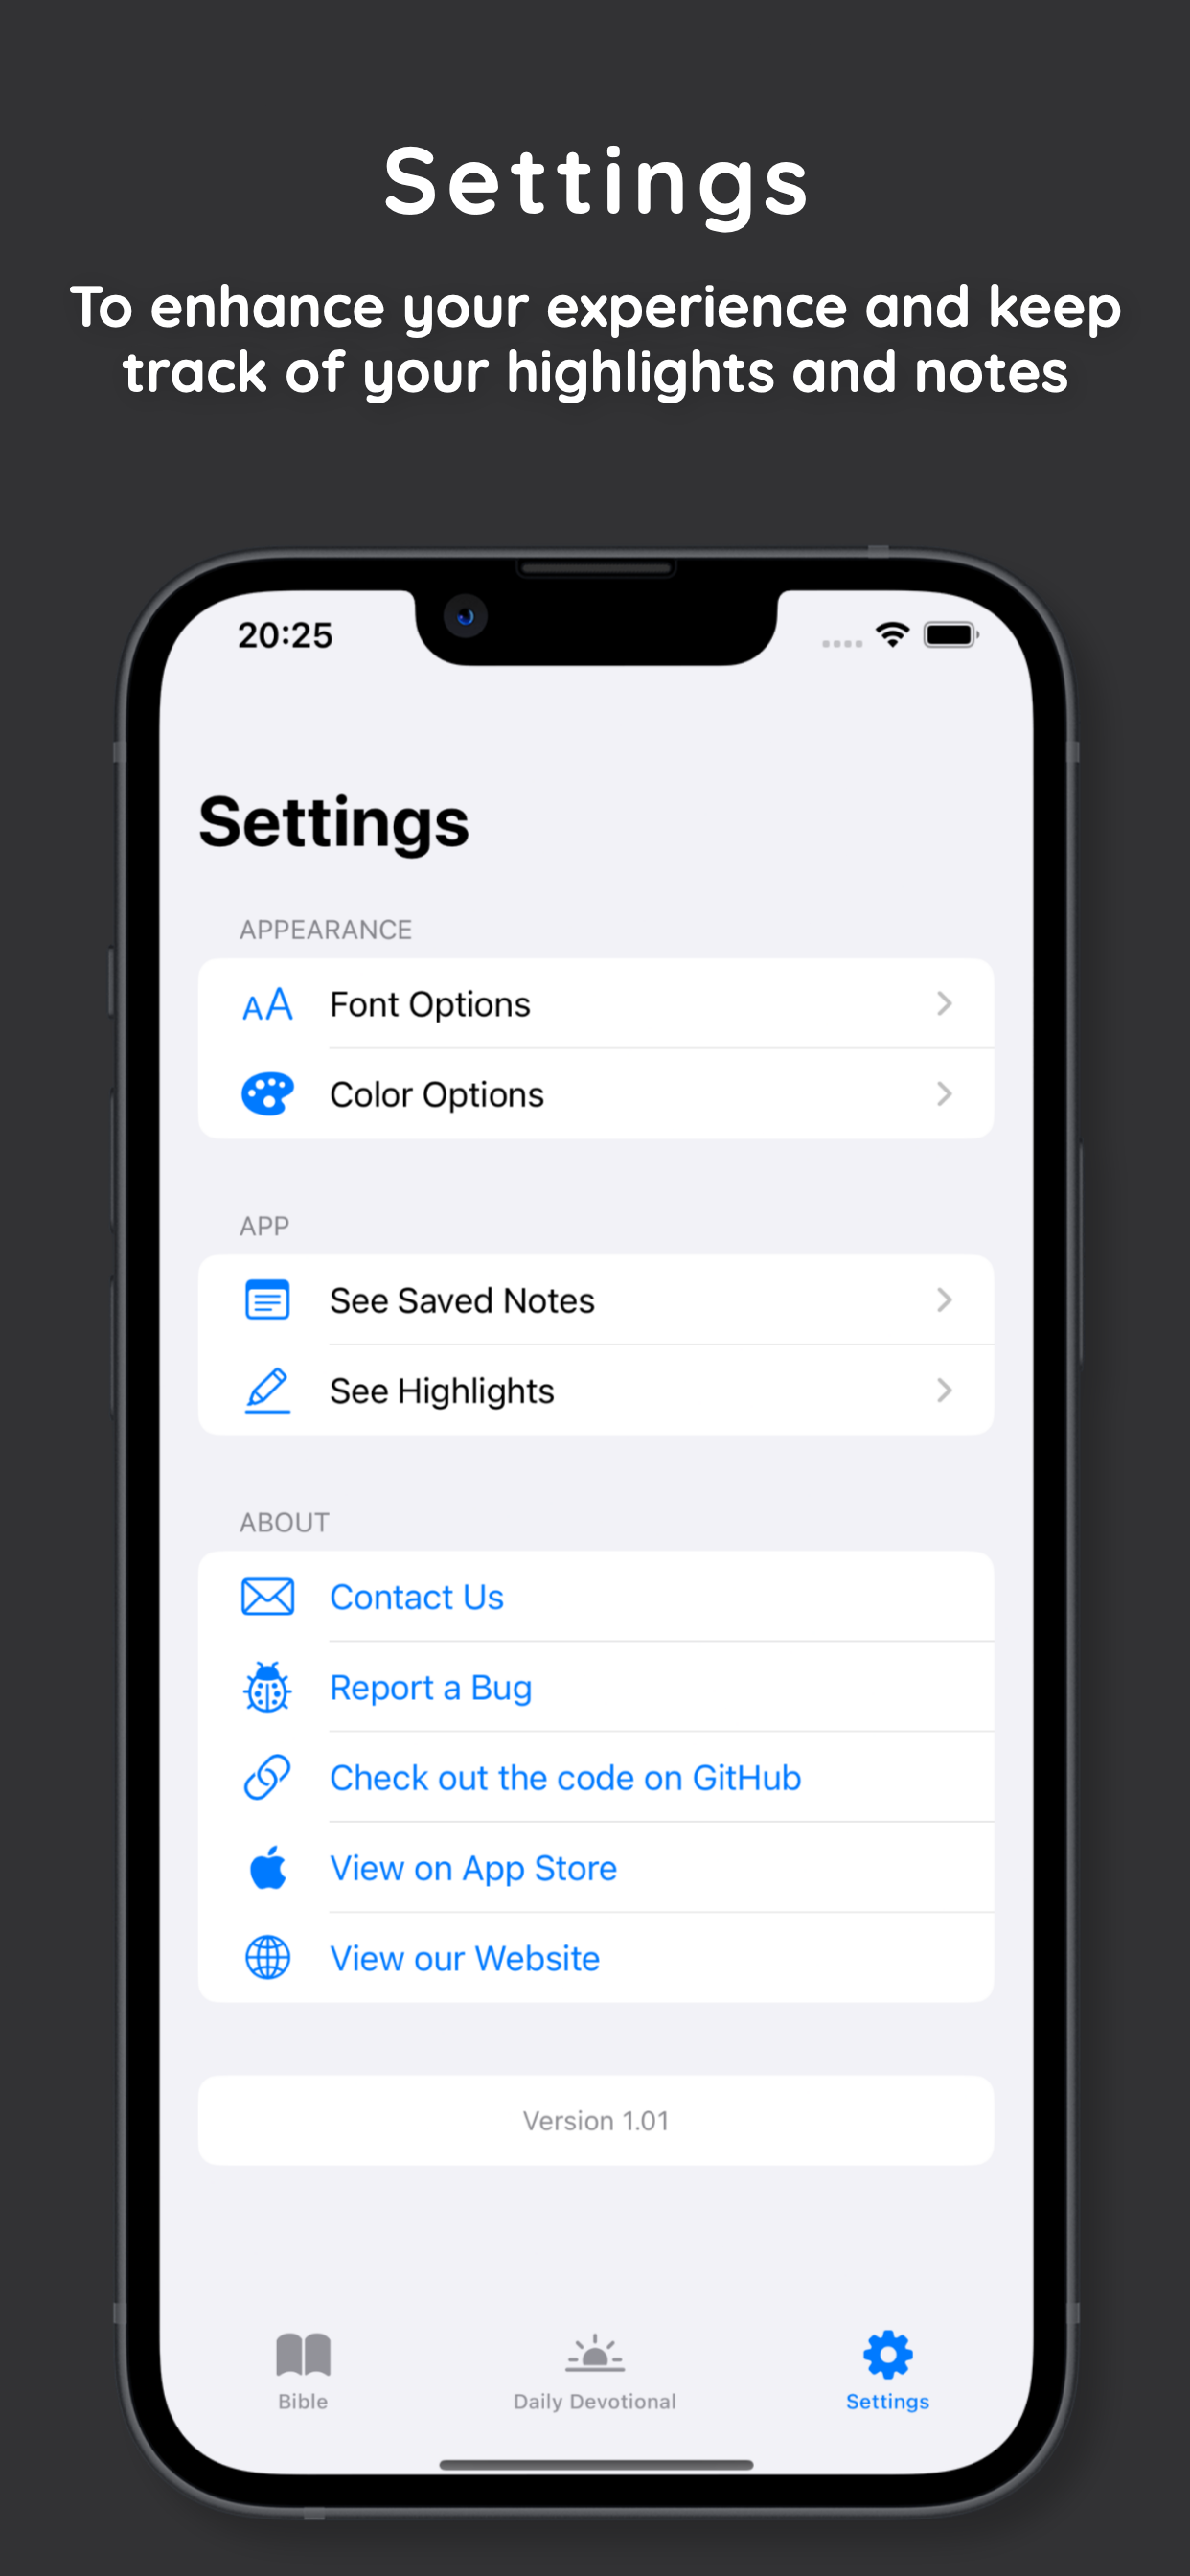 Settings
To enhance your experience and keep
track of your highlights and notes
20:25
Settings
APPEARANCE
AA Font Options
Color Options
APP
See Saved Notes
See Highlights
ABOUT
Contact Us
Report a Bug
Check out the code on GitHub
View on App Store
View our Website
Version 1.01
Bible
Daily Devotional
Settings